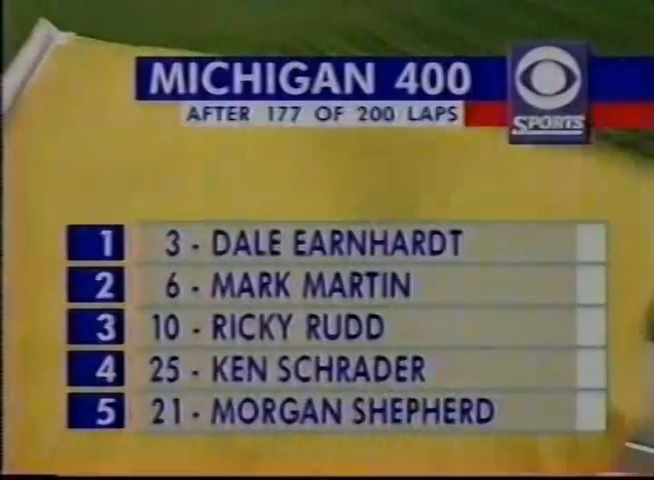 MICHIGAN 400
AFTER 177 OF 200 LAPS
SPORTS
1 3 - DALE EARNHARDT
2 6 - MARK MARTIN
3 10 - RICKY RUDD
4 25 - KEN SCHRADER
5 21 - MORGAN SHEPHERD